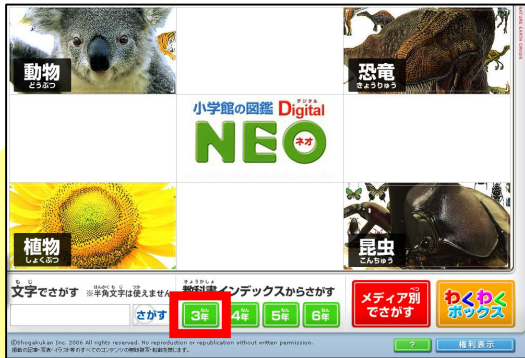 動物
どうぶつ
恐竜
きょうりゅう
小学館の図鑑 Digital
デジタル
NEO
ネオ
植物
しょくぶつ
昆虫
こんちゅう
文字でさがす ※半角文字は使えません
さがす
教科書インデックスからさがす
3年
4年
5年
6年
メディア別
でさがす
わくわく
ボックス
©Shogakukan Inc. 2006 All rights reserved. No reproduction or republication without written permission.
?
権利表示